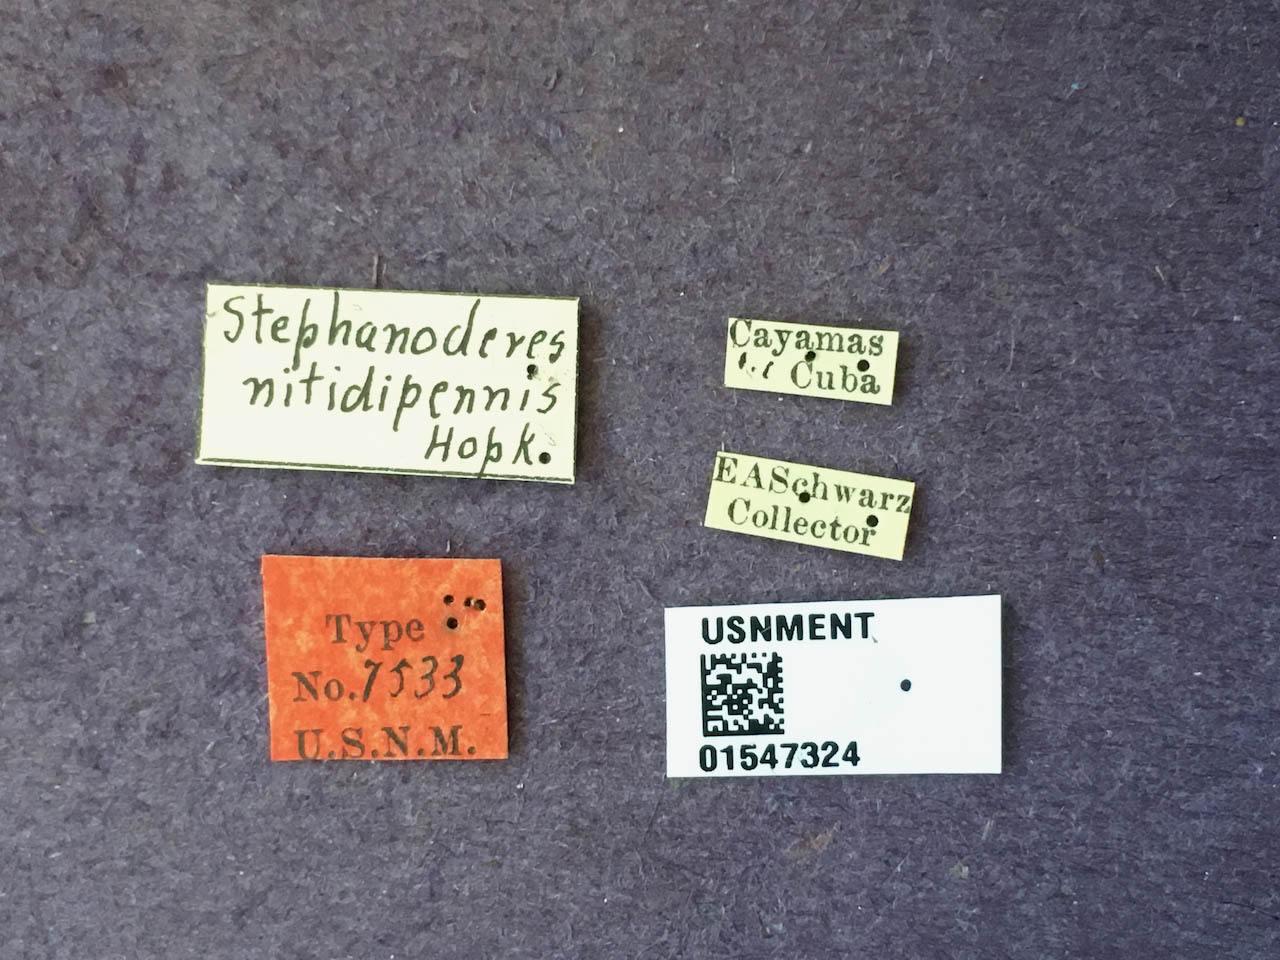 Stephanoderes
nitidipennis
Hopk.
Cayamas
Cuba
EASchwarz
Collector
Type
No. 7533
U.S.N.M.
USNMENT
01547324